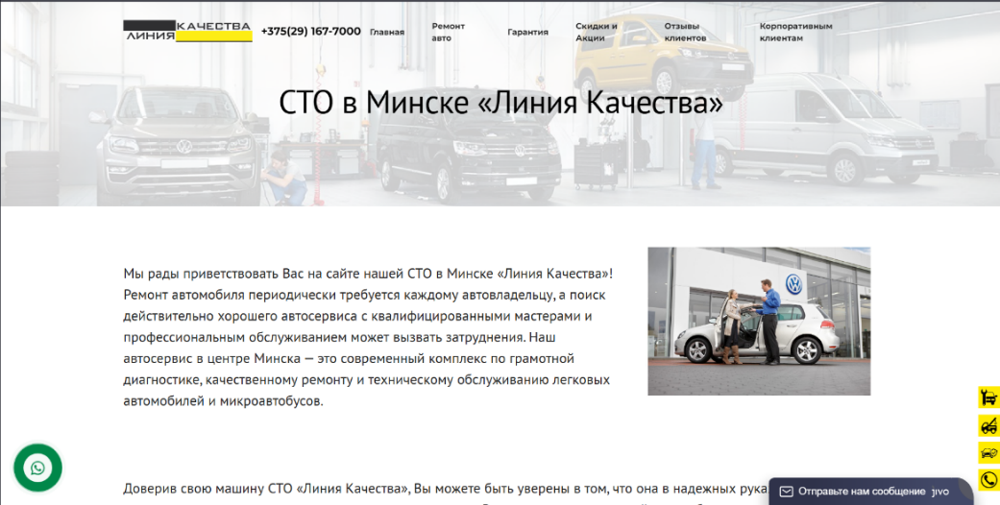 КАЧЕСТВА
ЛИНИЯ
+375(29) 167-7000
Главная
Ремонт
авто
Гарантия
Скидки и
Акции
Отзывы
клиентов
Корпоративным
клиентам
СТО в Минске «Линия Качества»
Мы рады приветствовать Вас на сайте нашей СТО в Минске «Линия Качества»!
Ремонт автомобиля периодически требуется каждому автовладельцу, а поиск
действительно хорошего автосервиса с квалифицированными мастерами и
профессиональным обслуживанием может вызвать затруднения. Наш
автосервис в центре Минска — это современный комплекс по грамотной
диагностике, качественному ремонту и техническому обслуживанию легковых
автомобилей и микроавтобусов.
Доверив свою машину СТО «Линия Качества», Вы можете быть уверены в том, что она в надежных
Отправьте нам сообщение jivo